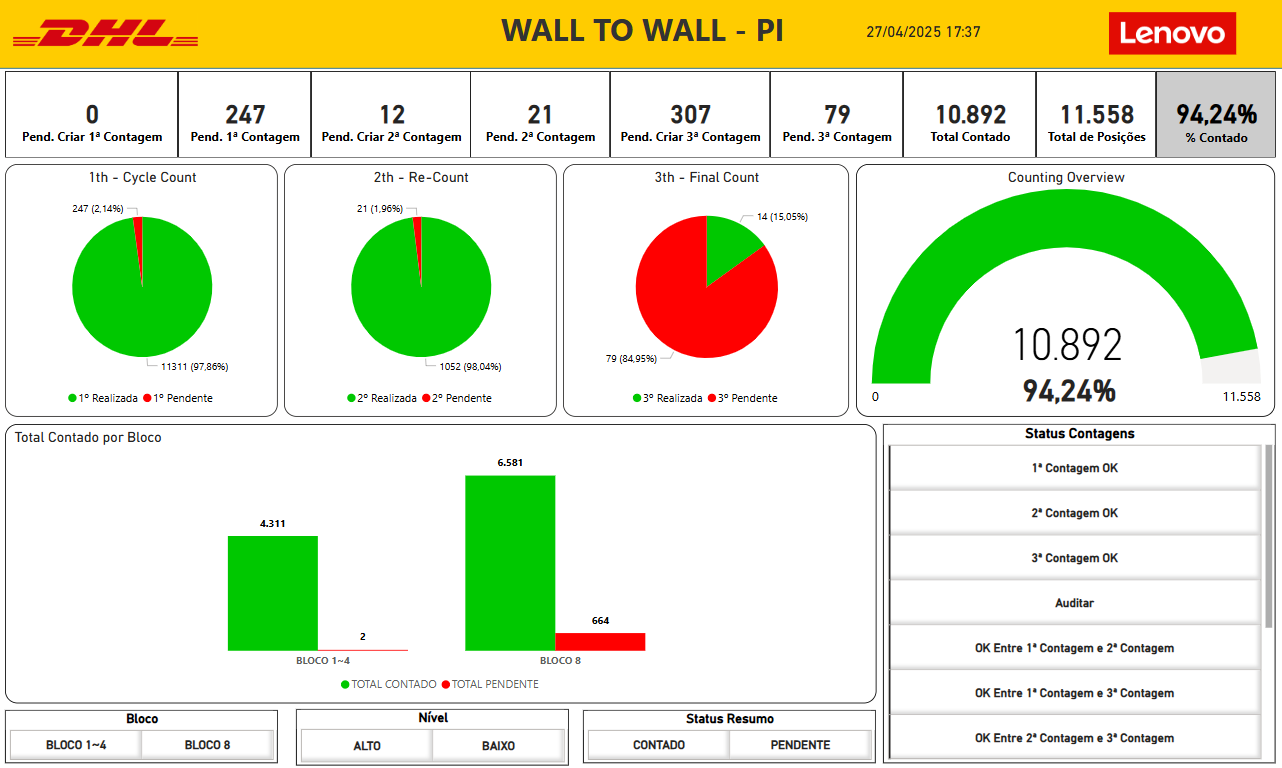 DHL
WALL TO WALL - PI
27/04/2025 17:37
Lenovo
0
Pend. Criar 1ª Contagem
247
Pend. 1ª Contagem
12
Pend. Criar 2ª Contagem
21
Pend. 2ª Contagem
307
Pend. Criar 3ª Contagem
79
Pend. 3ª Contagem
10.892
Total Contado
11.558
Total de Posições
94,24%
% Contado
1th - Cycle Count
247 (2,14%)
11311 (97,86%)
1º Realizada
1º Pendente
2th - Re-Count
21 (1,96%)
1052 (98,04%)
2º Realizada
2º Pendente
3th - Final Count
14 (15,05%)
79 (84,95%)
3º Realizada
3º Pendente
Counting Overview
10.892
94,24%
0
11.558
Total Contado por Bloco
4.311
2
6.581
664
BLOCO 1~4
BLOCO 8
TOTAL CONTADO
TOTAL PENDENTE
Status Contagens
1ª Contagem OK
2ª Contagem OK
3ª Contagem OK
Auditar
OK Entre 1ª Contagem e 2ª Contagem
OK Entre 1ª Contagem e 3ª Contagem
OK Entre 2ª Contagem e 3ª Contagem
Bloco
BLOCO 1~4
BLOCO 8
Nível
ALTO
BAIXO
Status Resumo
CONTADO
PENDENTE